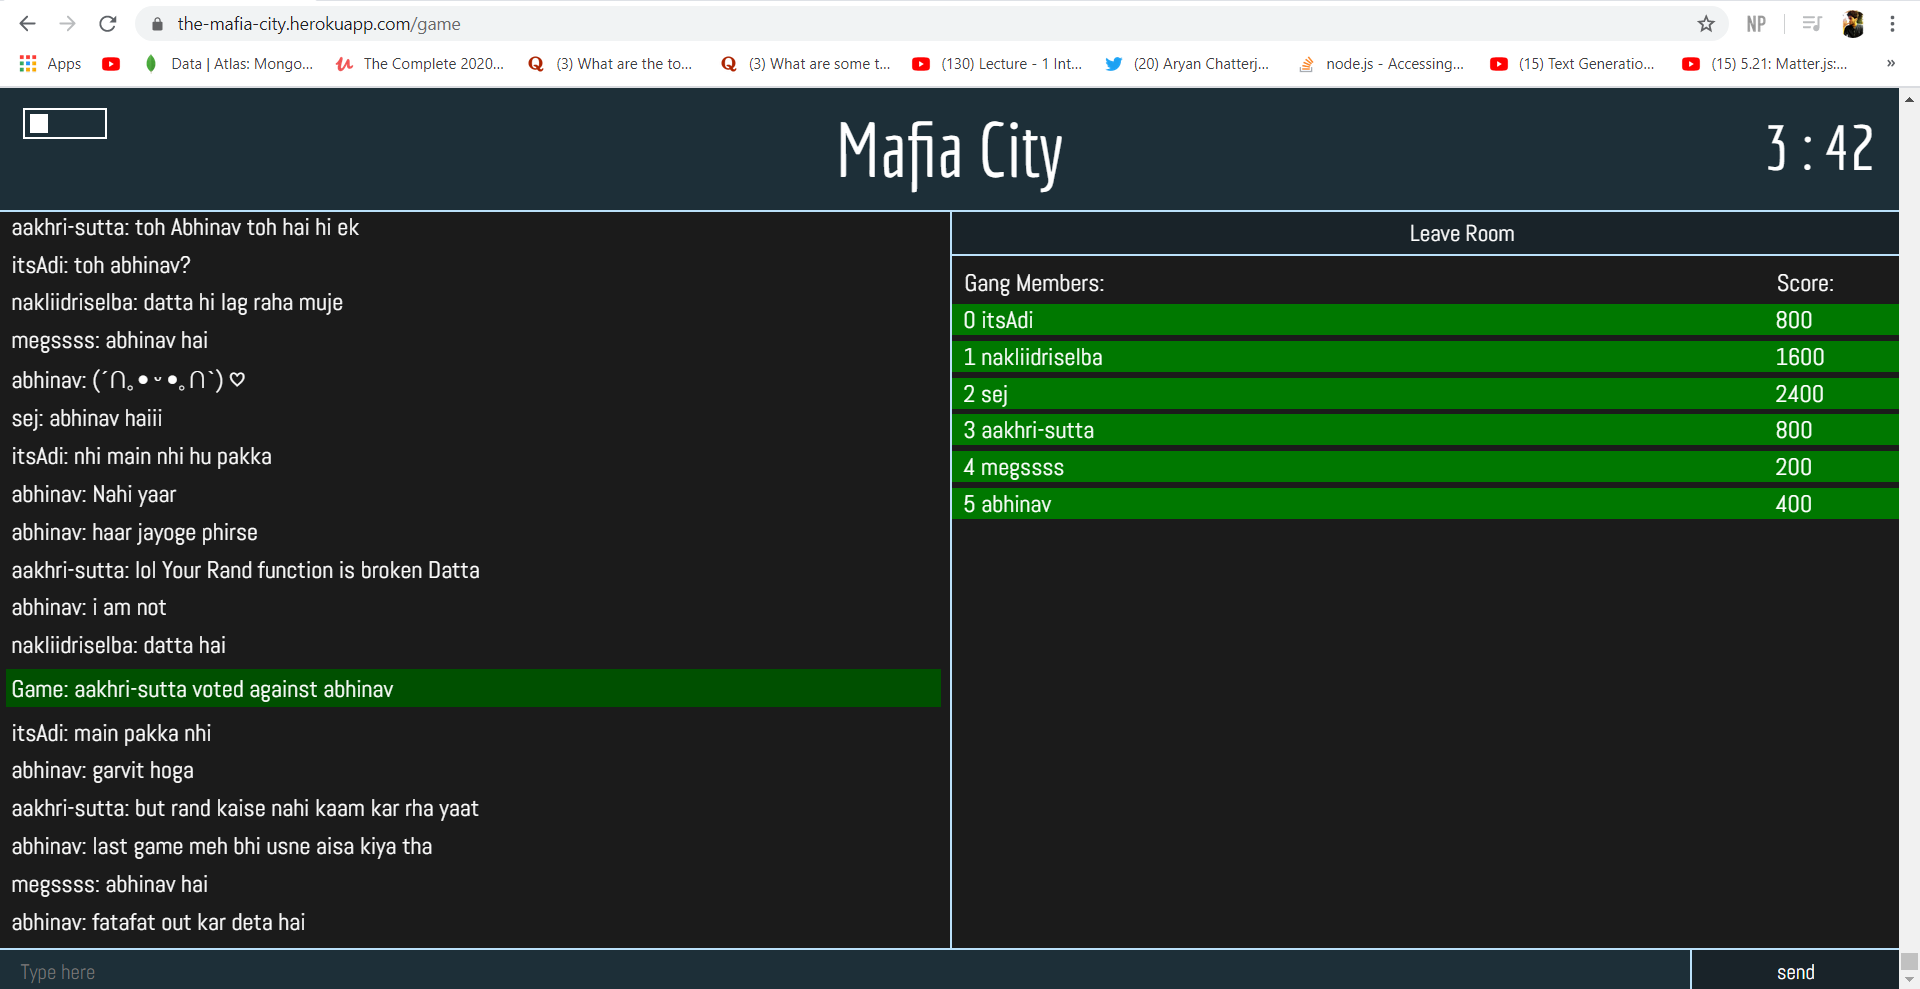 the-mafia-city.herokuapp.com/game
NP
Apps
Data | Atlas: Mongo...
The Complete 2020...
(3) What are the to...
(3) What are some t...
(130) Lecture - 1 Int...
(20) Aryan Chatterj...
node.js - Accessing...
(15) Text Generatio...
(15) 5.21: Matter.js:...
»
Mafia City
3 : 42
aakhri-sutta: toh Abhinav toh hai hi ek
itsAdi: toh abhinav?
nakliidriselba: datta hi lag raha muje
megssss: abhinav hai
abhinav: (´∩｡• ᵕ •｡∩`) ♡
sej: abhinav haiii
itsAdi: nhi main nhi hu pakka
abhinav: Nahi yaar
abhinav: haar jayoge phirse
aakhri-sutta: lol Your Rand function is broken Datta
abhinav: i am not
nakliidriselba: datta hai
Game: aakhri-sutta voted against abhinav
itsAdi: main pakka nhi
abhinav: garvit hoga
aakhri-sutta: but rand kaise nahi kaam kar rha yaat
abhinav: last game meh bhi usne aisa kiya tha
megssss: abhinav hai
abhinav: fatafat out kar deta hai
Leave Room
Gang Members: Score:
0 itsAdi 800
1 nakliidriselba 1600
2 sej 2400
3 aakhri-sutta 800
4 megssss 200
5 abhinav 400
Type here
send